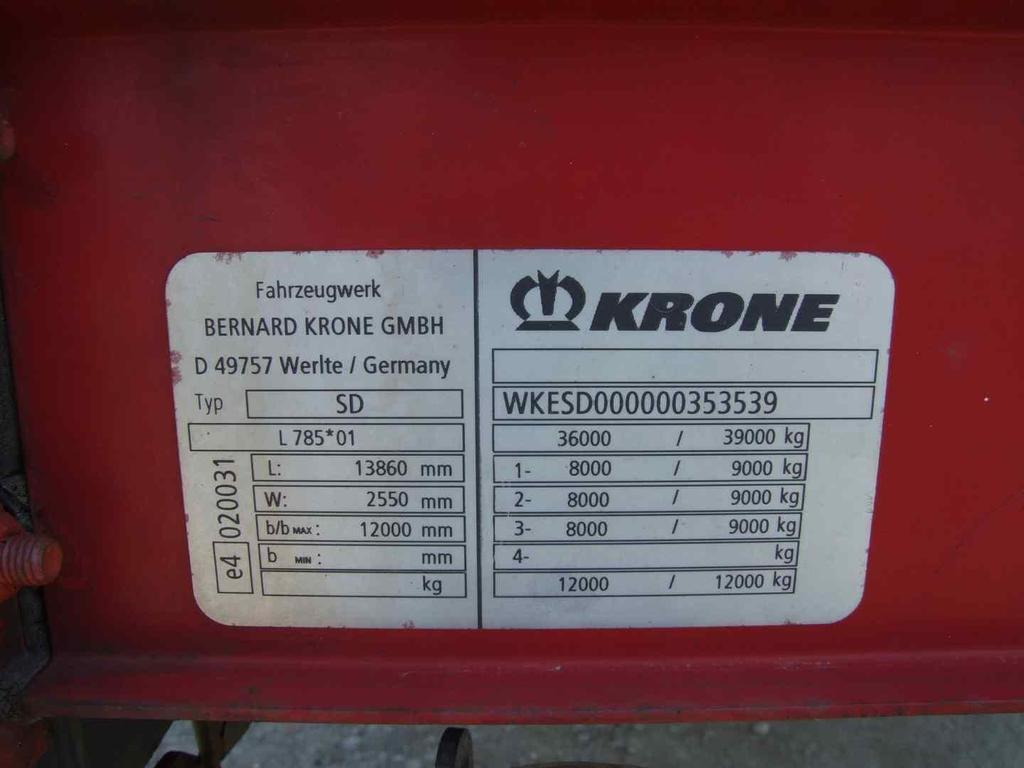 Fahrzeugwerk
BERNARD KRONE GMBH
D 49757 Werlte / Germany
Typ SD
L 785*01
L: 13860 mm
W: 2550 mm
b/b MAX : 12000 mm
b MIN : mm
kg
e4 020031
KRONE
WKESD000000353539
36000 / 39000 kg
1- 8000 / 9000 kg
2- 8000 / 9000 kg
3- 8000 / 9000 kg
4- kg
12000 / 12000 kg